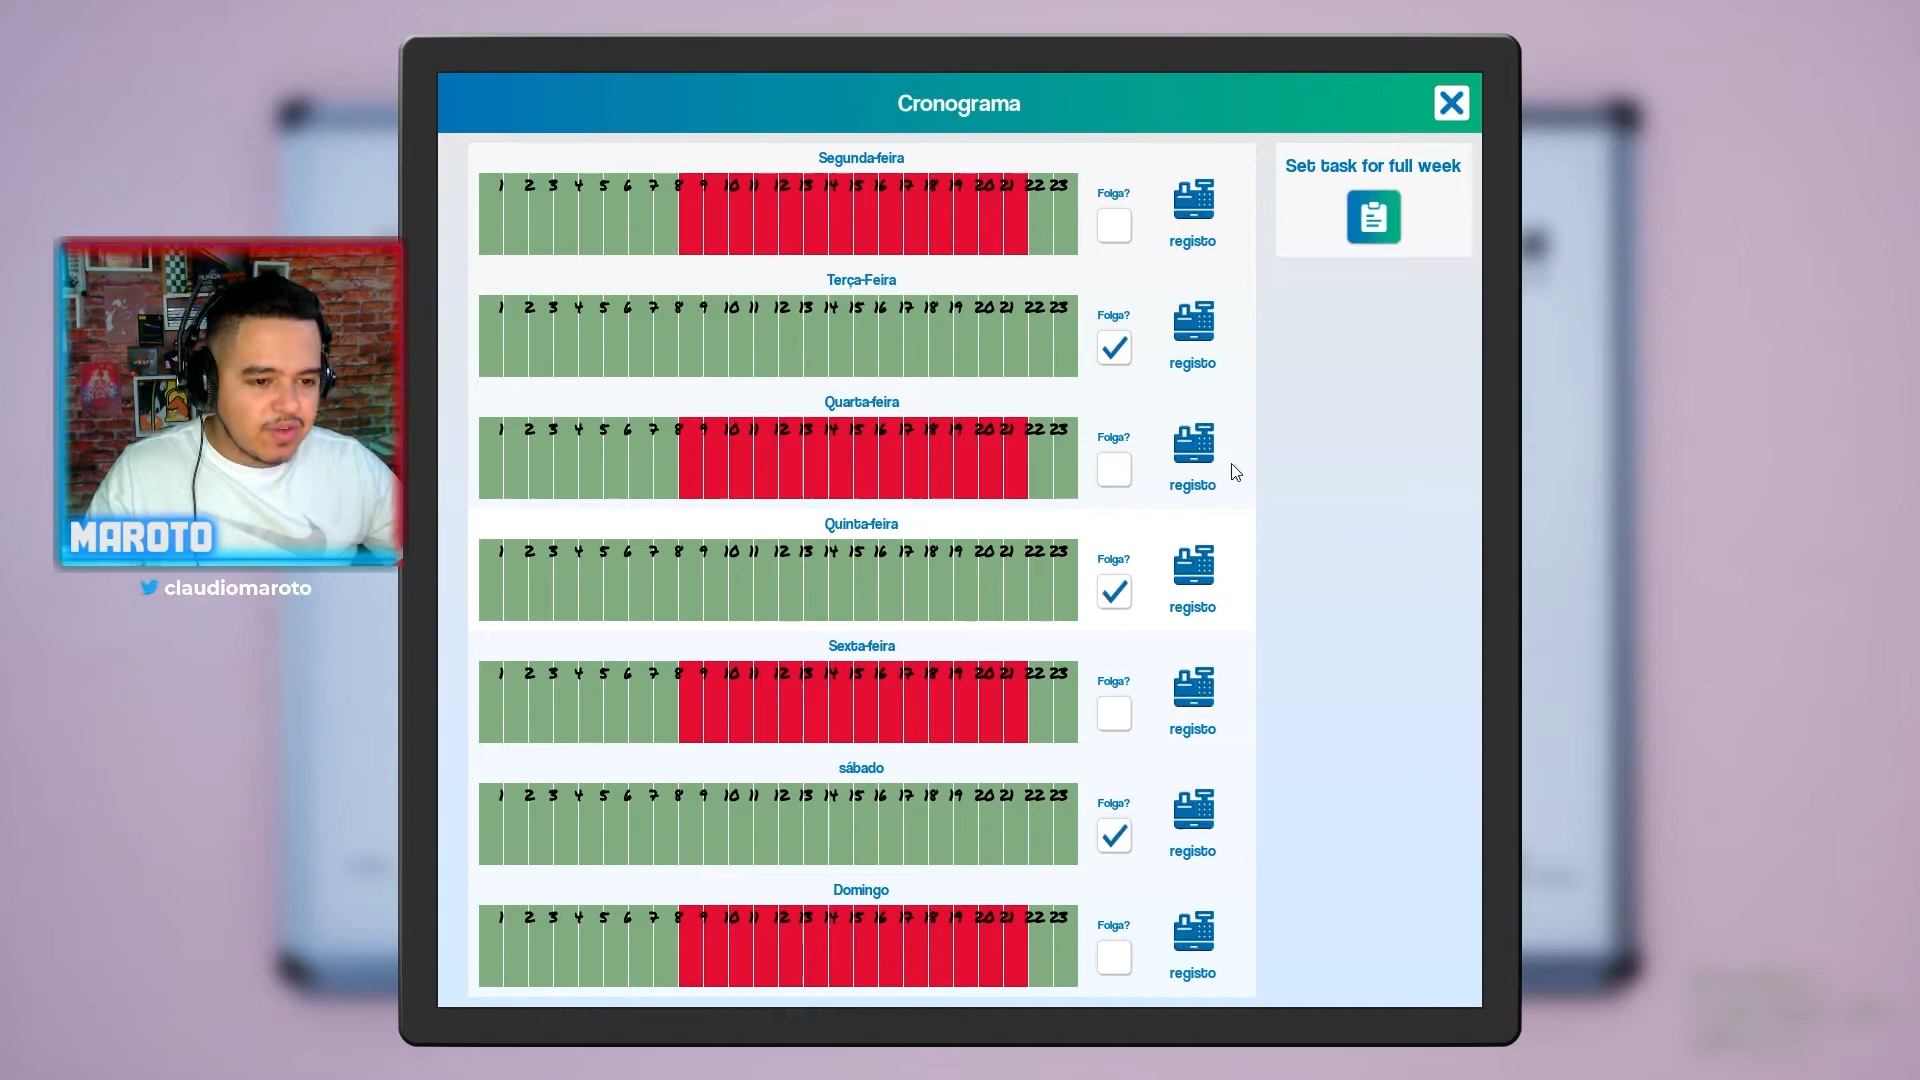 Cronograma
Segunda-feira
1 2 3 4 5 6 7 8 9 10 11 12 13 14 15 16 17 18 19 20 21 22 23
Folga?
registo
Set task for full week
Terça-Feira
1 2 3 4 5 6 7 8 9 10 11 12 13 14 15 16 17 18 19 20 21 22 23
Folga?
registo
Quarta-feira
1 2 3 4 5 6 7 8 9 10 11 12 13 14 15 16 17 18 19 20 21 22 23
Folga?
registo
Quinta-feira
1 2 3 4 5 6 7 8 9 10 11 12 13 14 15 16 17 18 19 20 21 22 23
Folga?
registo
Sexta-feira
1 2 3 4 5 6 7 8 9 10 11 12 13 14 15 16 17 18 19 20 21 22 23
Folga?
registo
sábado
1 2 3 4 5 6 7 8 9 10 11 12 13 14 15 16 17 18 19 20 21 22 23
Folga?
registo
Domingo
1 2 3 4 5 6 7 8 9 10 11 12 13 14 15 16 17 18 19 20 21 22 23
Folga?
registo
MAROTO
claudiomaroto